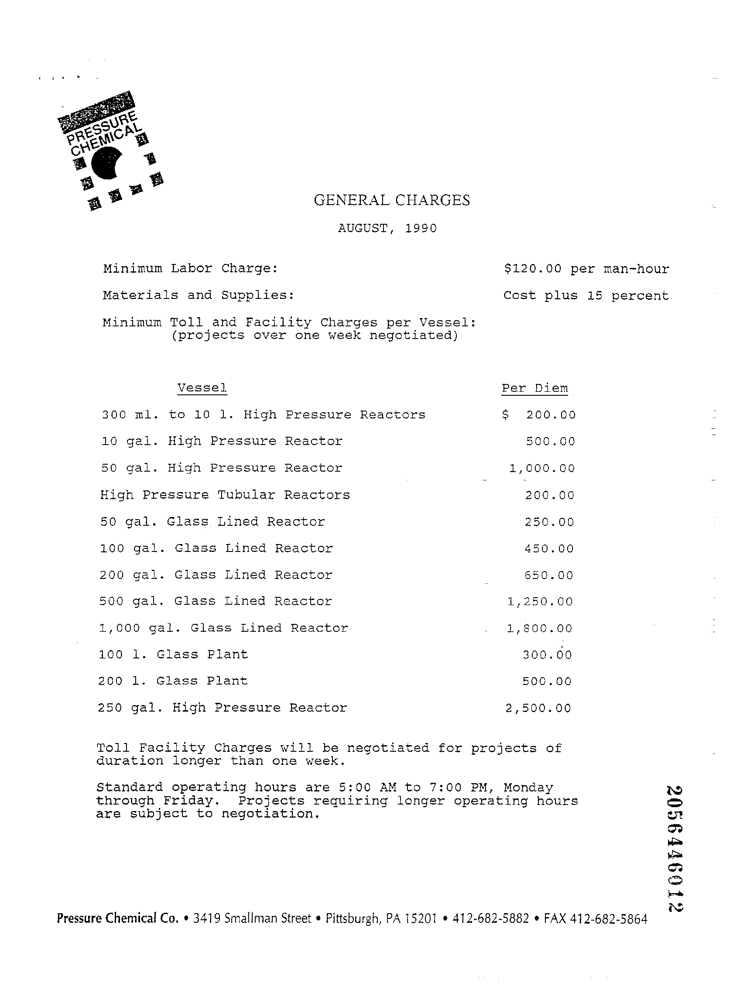 PRESSURE
CHEMICAL
GENERAL CHARGES
AUGUST, 1990
Minimum Labor Charge: $120.00 per man-hour
Materials and Supplies: Cost plus 15 percent
Minimum Toll and Facility Charges per Vessel:
(projects over one week negotiated)
Vessel Per Diem
300 ml. to 10 l. High Pressure Reactors $ 200.00
10 gal. High Pressure Reactor 500.00
50 gal. High Pressure Reactor 1,000.00
High Pressure Tubular Reactors 200.00
50 gal. Glass Lined Reactor 250.00
100 gal. Glass Lined Reactor 450.00
200 gal. Glass Lined Reactor 650.00
500 gal. Glass Lined Reactor 1,250.00
1,000 gal. Glass Lined Reactor 1,800.00
100 l. Glass Plant 300.00
200 l. Glass Plant 500.00
250 gal. High Pressure Reactor 2,500.00
Toll Facility Charges will be negotiated for projects of
duration longer than one week.
Standard operating hours are 5:00 AM to 7:00 PM, Monday
through Friday. Projects requiring longer operating hours
are subject to negotiation.
2056446012
Pressure Chemical Co. • 3419 Smallman Street • Pittsburgh, PA 15201 • 412-682-5882 • FAX 412-682-5864